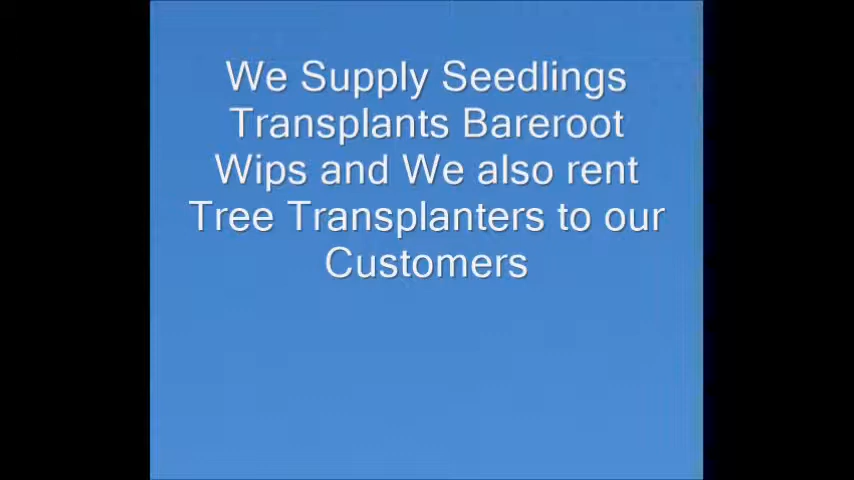 We Supply Seedlings
Transplants Bareroot
Wips and We also rent
Tree Transplanters to our
Customers